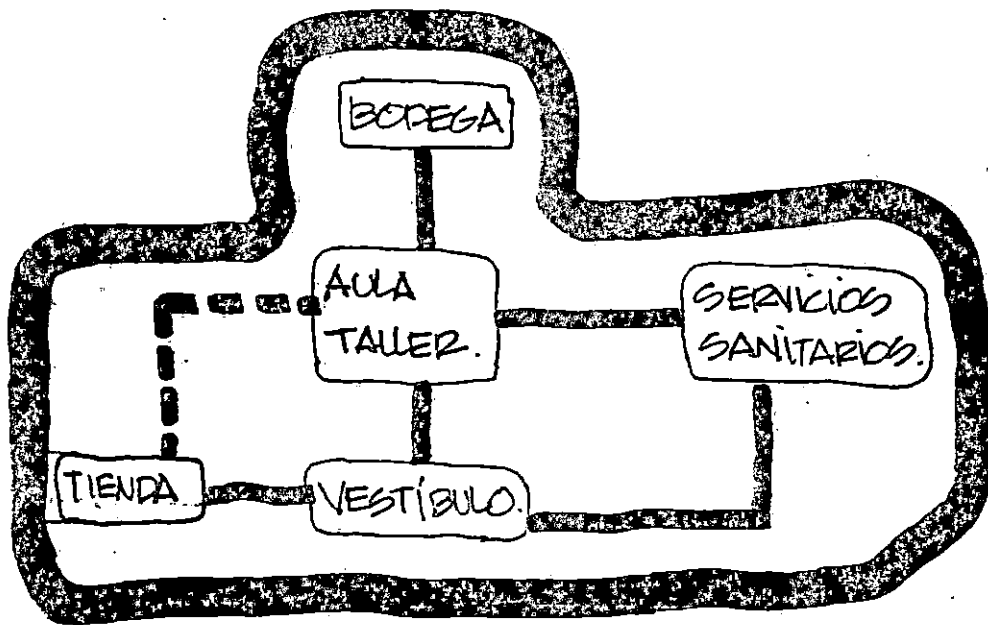 BODEGA
AULA
TALLER.
SERVICIOS
SANITARIOS.
TIENDA
VESTÍBULO.